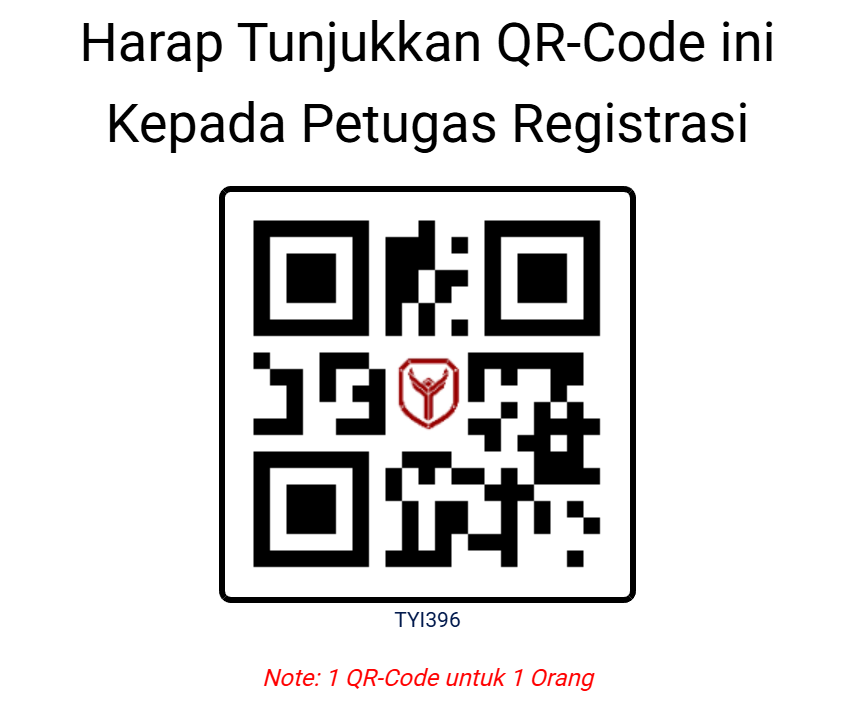 Harap Tunjukkan QR-Code ini
Kepada Petugas Registrasi
TYI396
Note: 1 QR-Code untuk 1 Orang